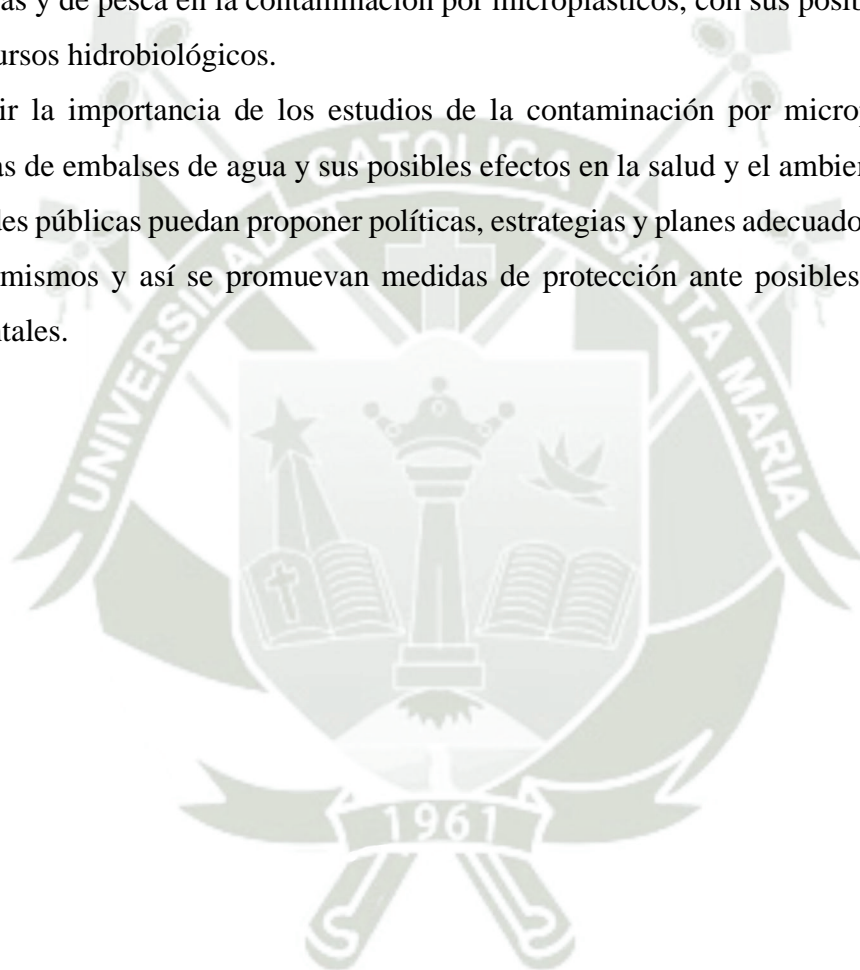 as y de pesca en la contaminación por microplásticos, con sus posib
ursos hidrobiológicos.
ir la importancia de los estudios de la contaminación por microp
as de embalses de agua y sus posibles efectos en la salud y el ambien
des públicas puedan proponer políticas, estrategias y planes adecuado
mismos y así se promuevan medidas de protección ante posibles
ntales.
UNIVERSIDAD CATOLICA SANTA MARIA
1961